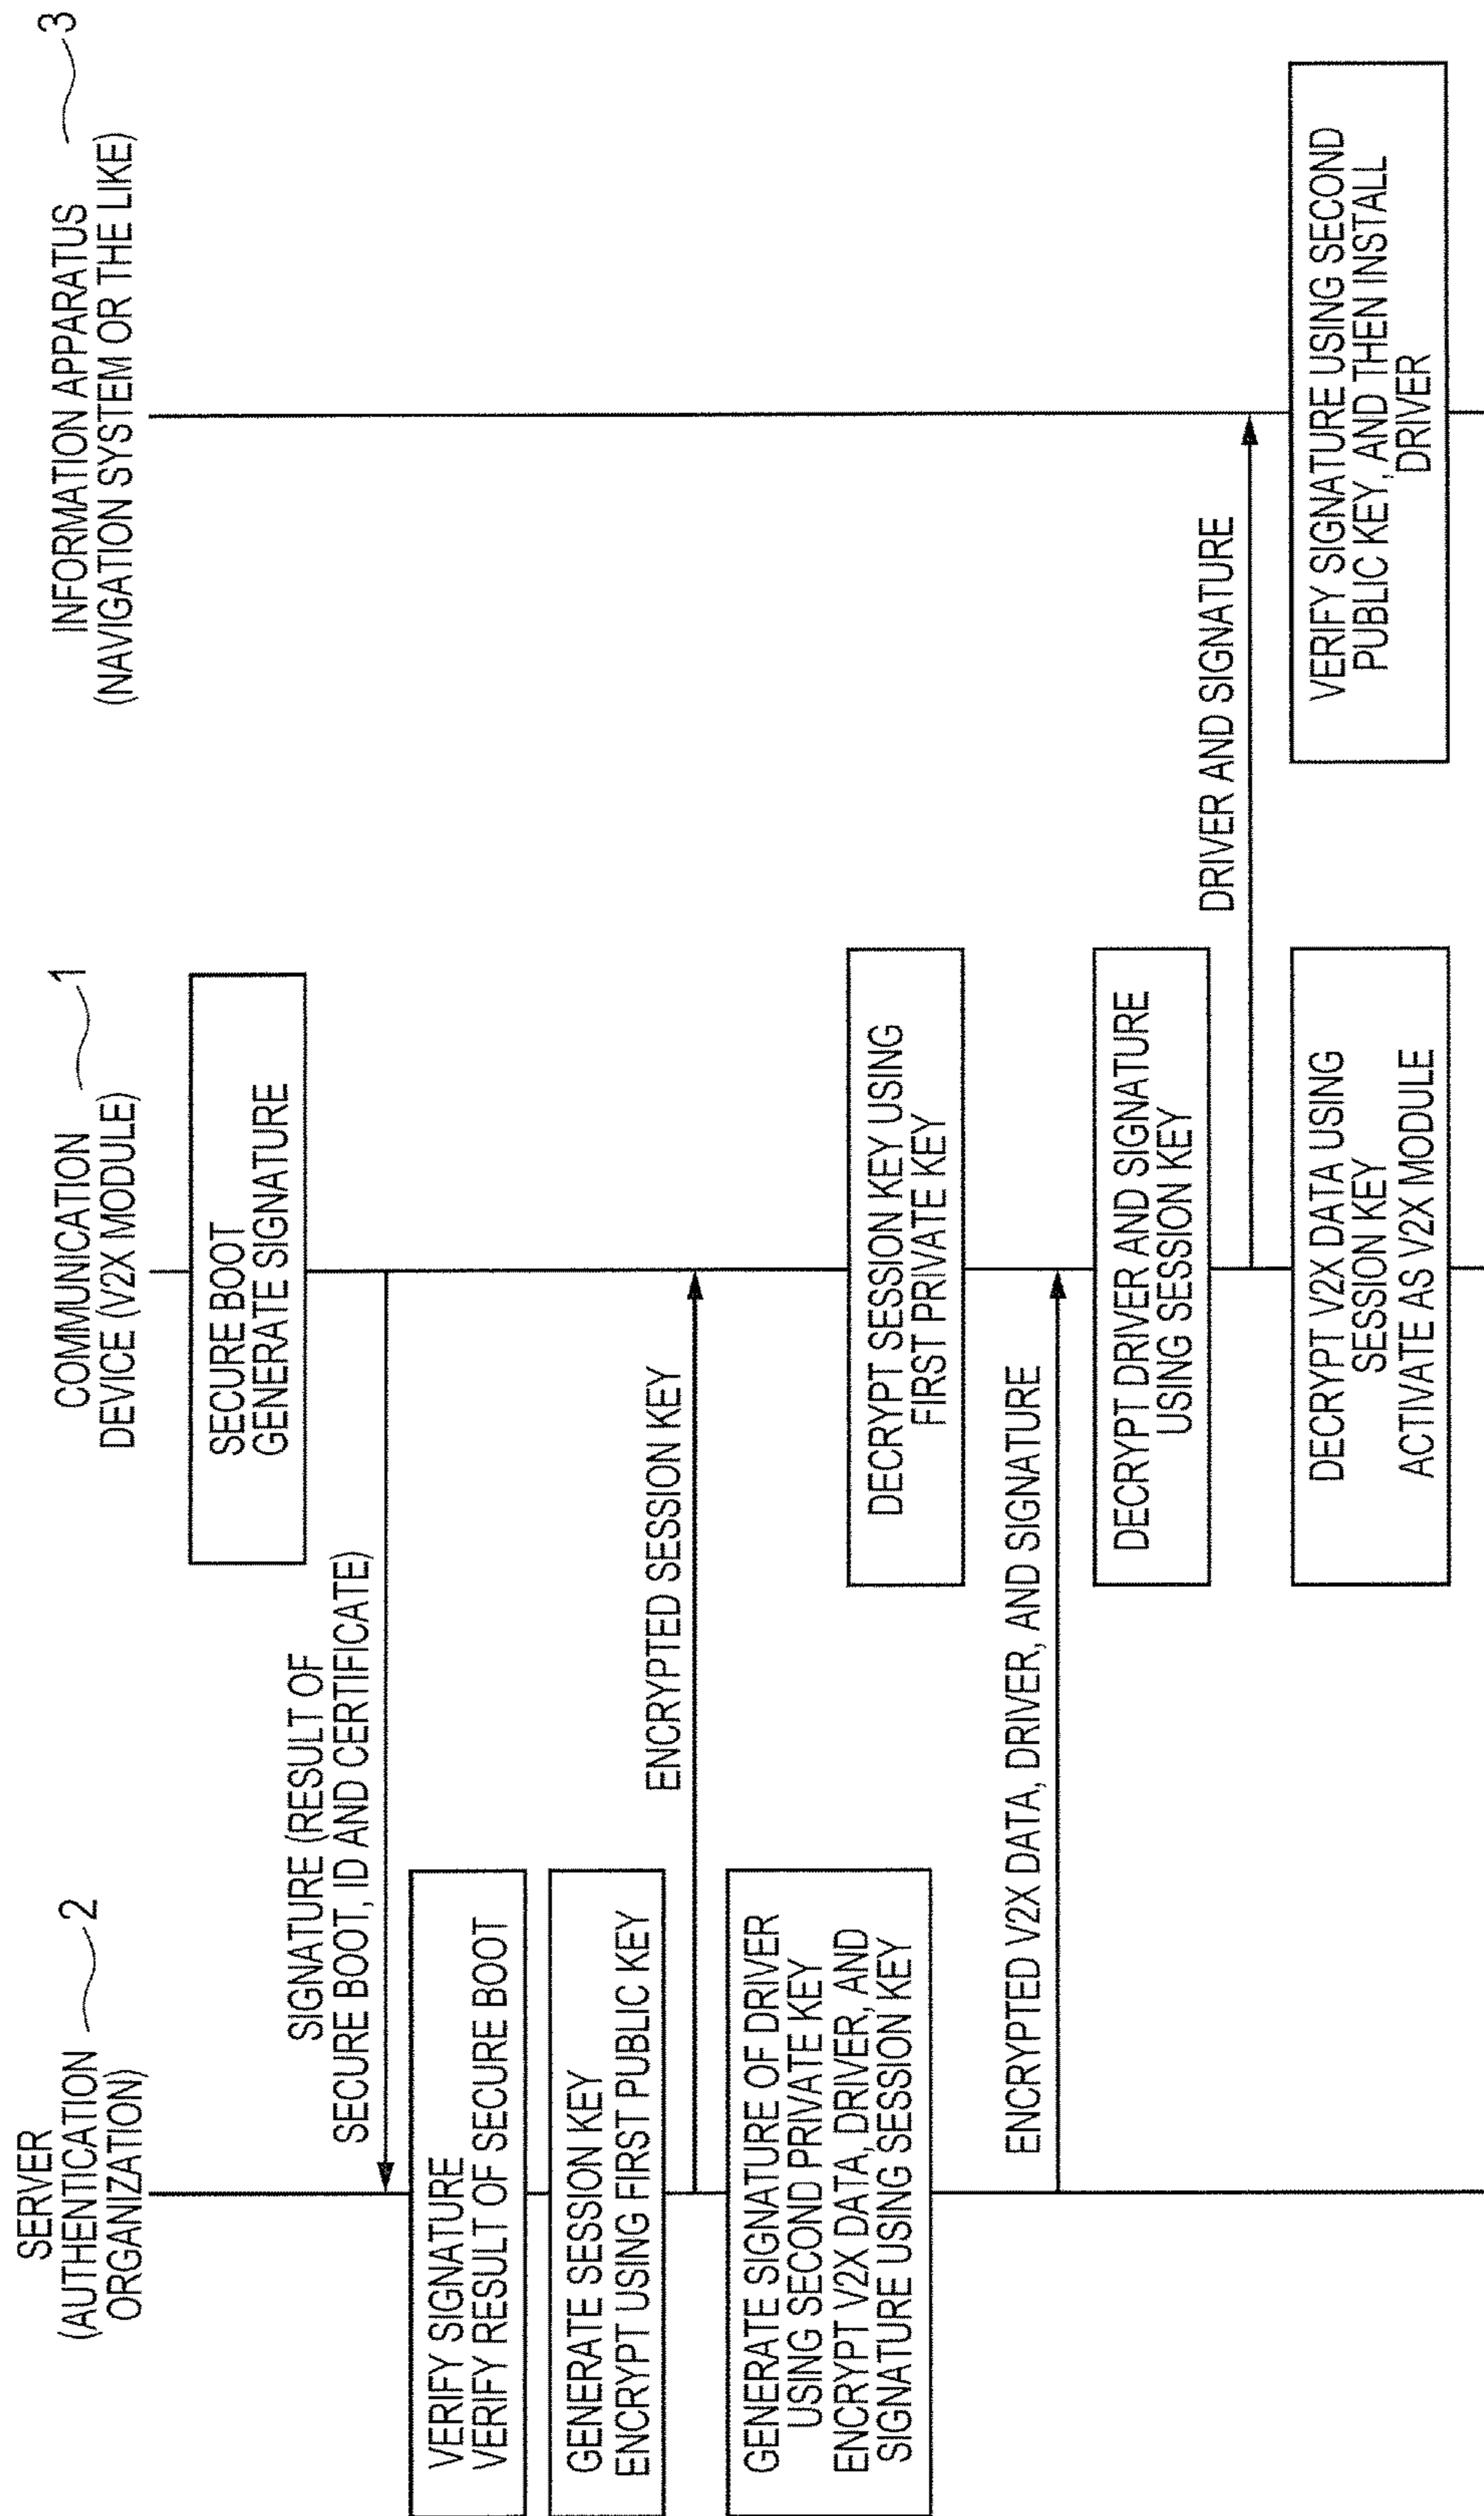 SERVER
(AUTHENTICATION
ORGANIZATION)
2
COMMUNICATION
DEVICE (V2X MODULE)
1
INFORMATION APPARATUS
(NAVIGATION SYSTEM OR THE LIKE)
3
SECURE BOOT
GENERATE SIGNATURE
SIGNATURE (RESULT OF
SECURE BOOT, ID AND CERTIFICATE)
VERIFY SIGNATURE
VERIFY RESULT OF SECURE BOOT
GENERATE SESSION KEY
ENCRYPT USING FIRST PUBLIC KEY
ENCRYPTED SESSION KEY
GENERATE SIGNATURE OF DRIVER
USING SECOND PRIVATE KEY
ENCRYPT V2X DATA, DRIVER, AND
SIGNATURE USING SESSION KEY
DECRYPT SESSION KEY USING
FIRST PRIVATE KEY
ENCRYPTED V2X DATA, DRIVER, AND SIGNATURE
DECRYPT DRIVER AND SIGNATURE
USING SESSION KEY
DRIVER AND SIGNATURE
DECRYPT V2X DATA USING
SESSION KEY
ACTIVATE AS V2X MODULE
VERIFY SIGNATURE USING SECOND
PUBLIC KEY, AND THEN INSTALL
DRIVER